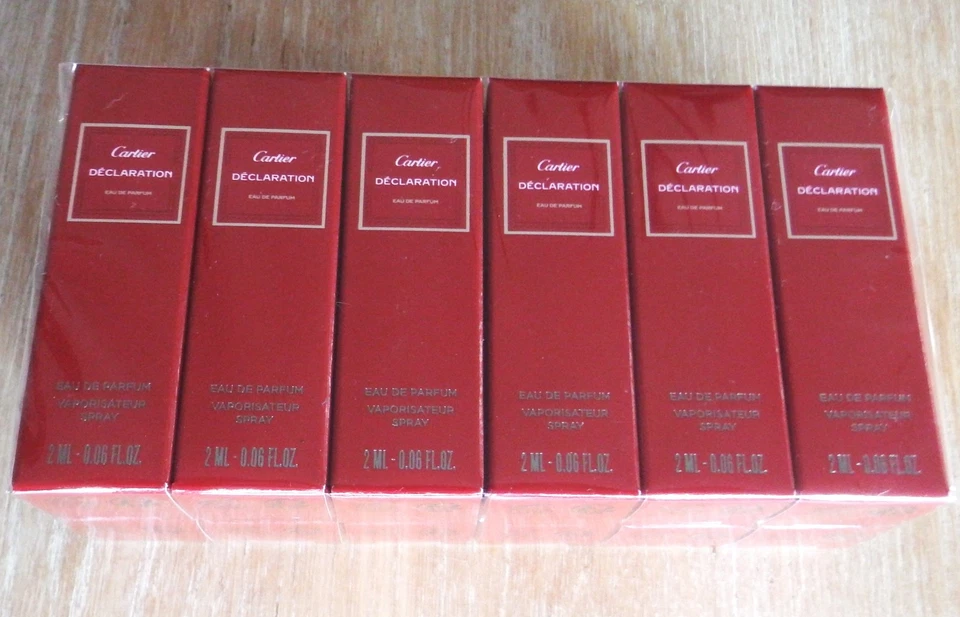 Cartier
DÉCLARATION
EAU DE PARFUM
EAU DE PARFUM
VAPORISATEUR
SPRAY
2 ML - 0.06 FL.OZ.
Cartier
DÉCLARATION
EAU DE PARFUM
EAU DE PARFUM
VAPORISATEUR
SPRAY
2 ML - 0.06 FL.OZ.
Cartier
DÉCLARATION
EAU DE PARFUM
EAU DE PARFUM
VAPORISATEUR
SPRAY
2 ML - 0.06 FL.OZ.
Cartier
DÉCLARATION
EAU DE PARFUM
EAU DE PARFUM
VAPORISATEUR
SPRAY
2 ML - 0.06 FL.OZ.
Cartier
DÉCLARATION
EAU DE PARFUM
EAU DE PARFUM
VAPORISATEUR
SPRAY
2 ML - 0.06 FL.OZ.
Cartier
DÉCLARATION
EAU DE PARFUM
EAU DE PARFUM
VAPORISATEUR
SPRAY
2 ML - 0.06 FL.OZ.